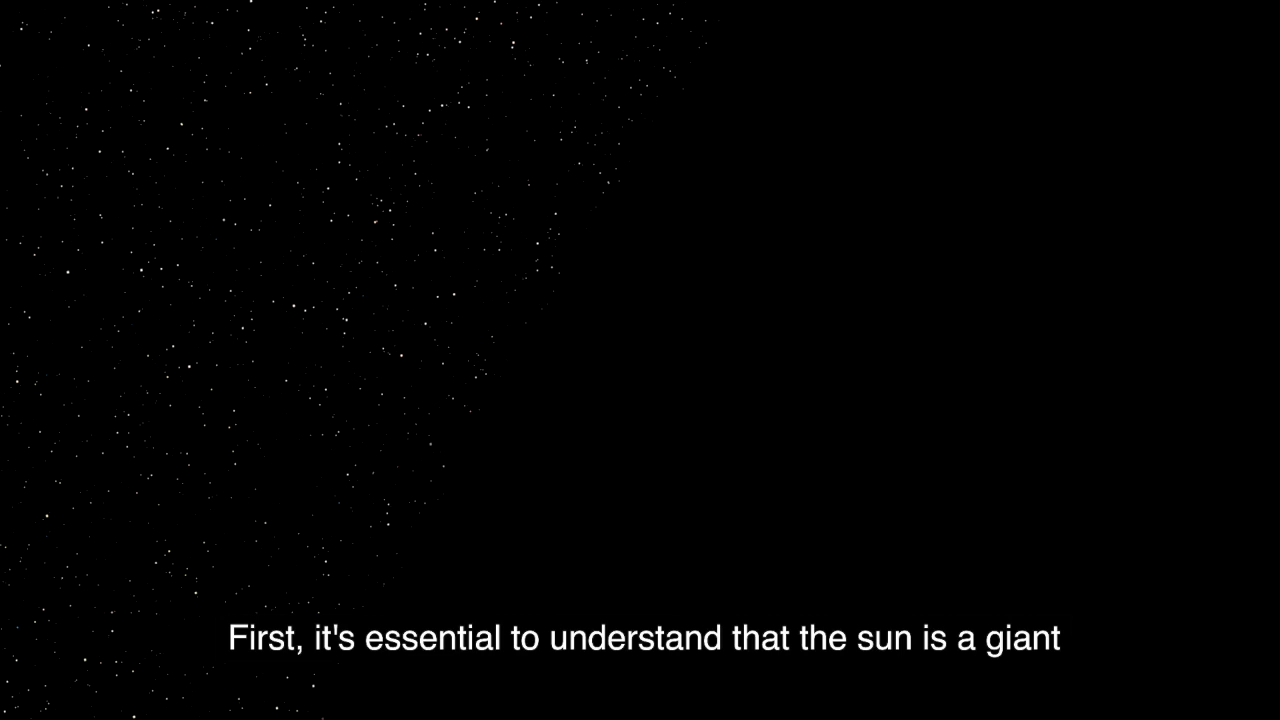 First, it's essential to understand that the sun is a giant